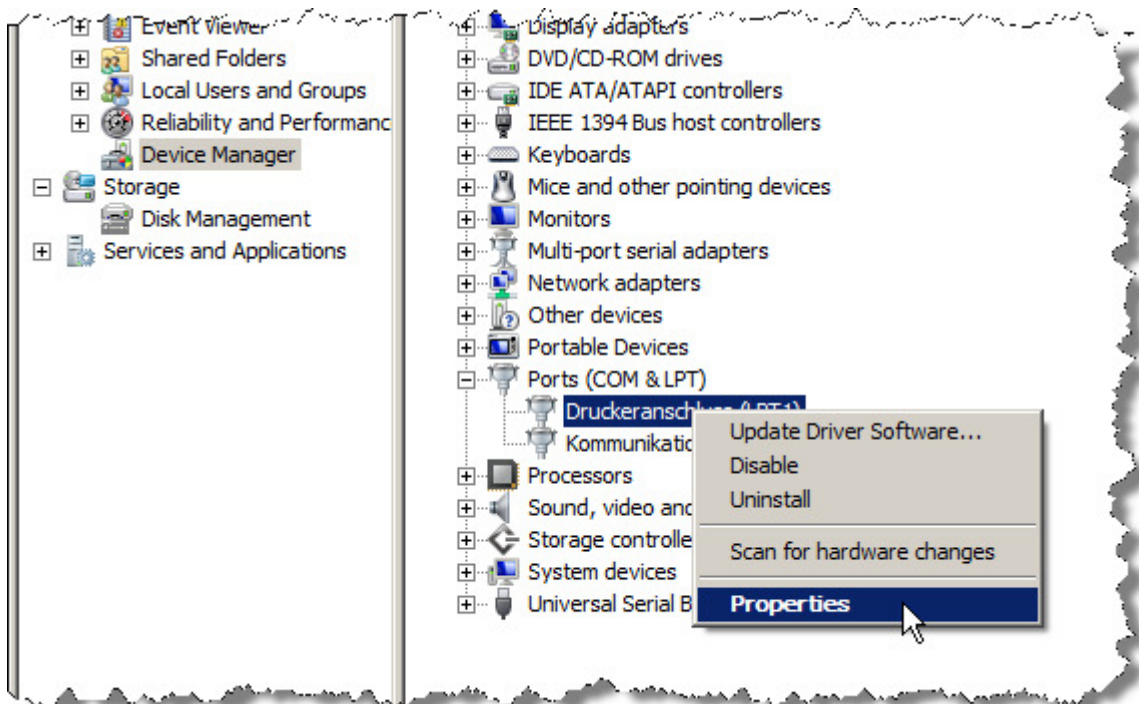 Event Viewer
Shared Folders
Local Users and Groups
Reliability and Performanc
Device Manager
Storage
Disk Management
Services and Applications
Display adapters
DVD/CD-ROM drives
IDE ATA/ATAPI controllers
IEEE 1394 Bus host controllers
Keyboards
Mice and other pointing devices
Monitors
Multi-port serial adapters
Network adapters
Other devices
Portable Devices
Ports (COM & LPT)
Druckeranschluss (LPT1)
Kommunikatio
Processors
Sound, video and
Storage controlle
System devices
Universal Serial B
Update Driver Software...
Disable
Uninstall
Scan for hardware changes
Properties